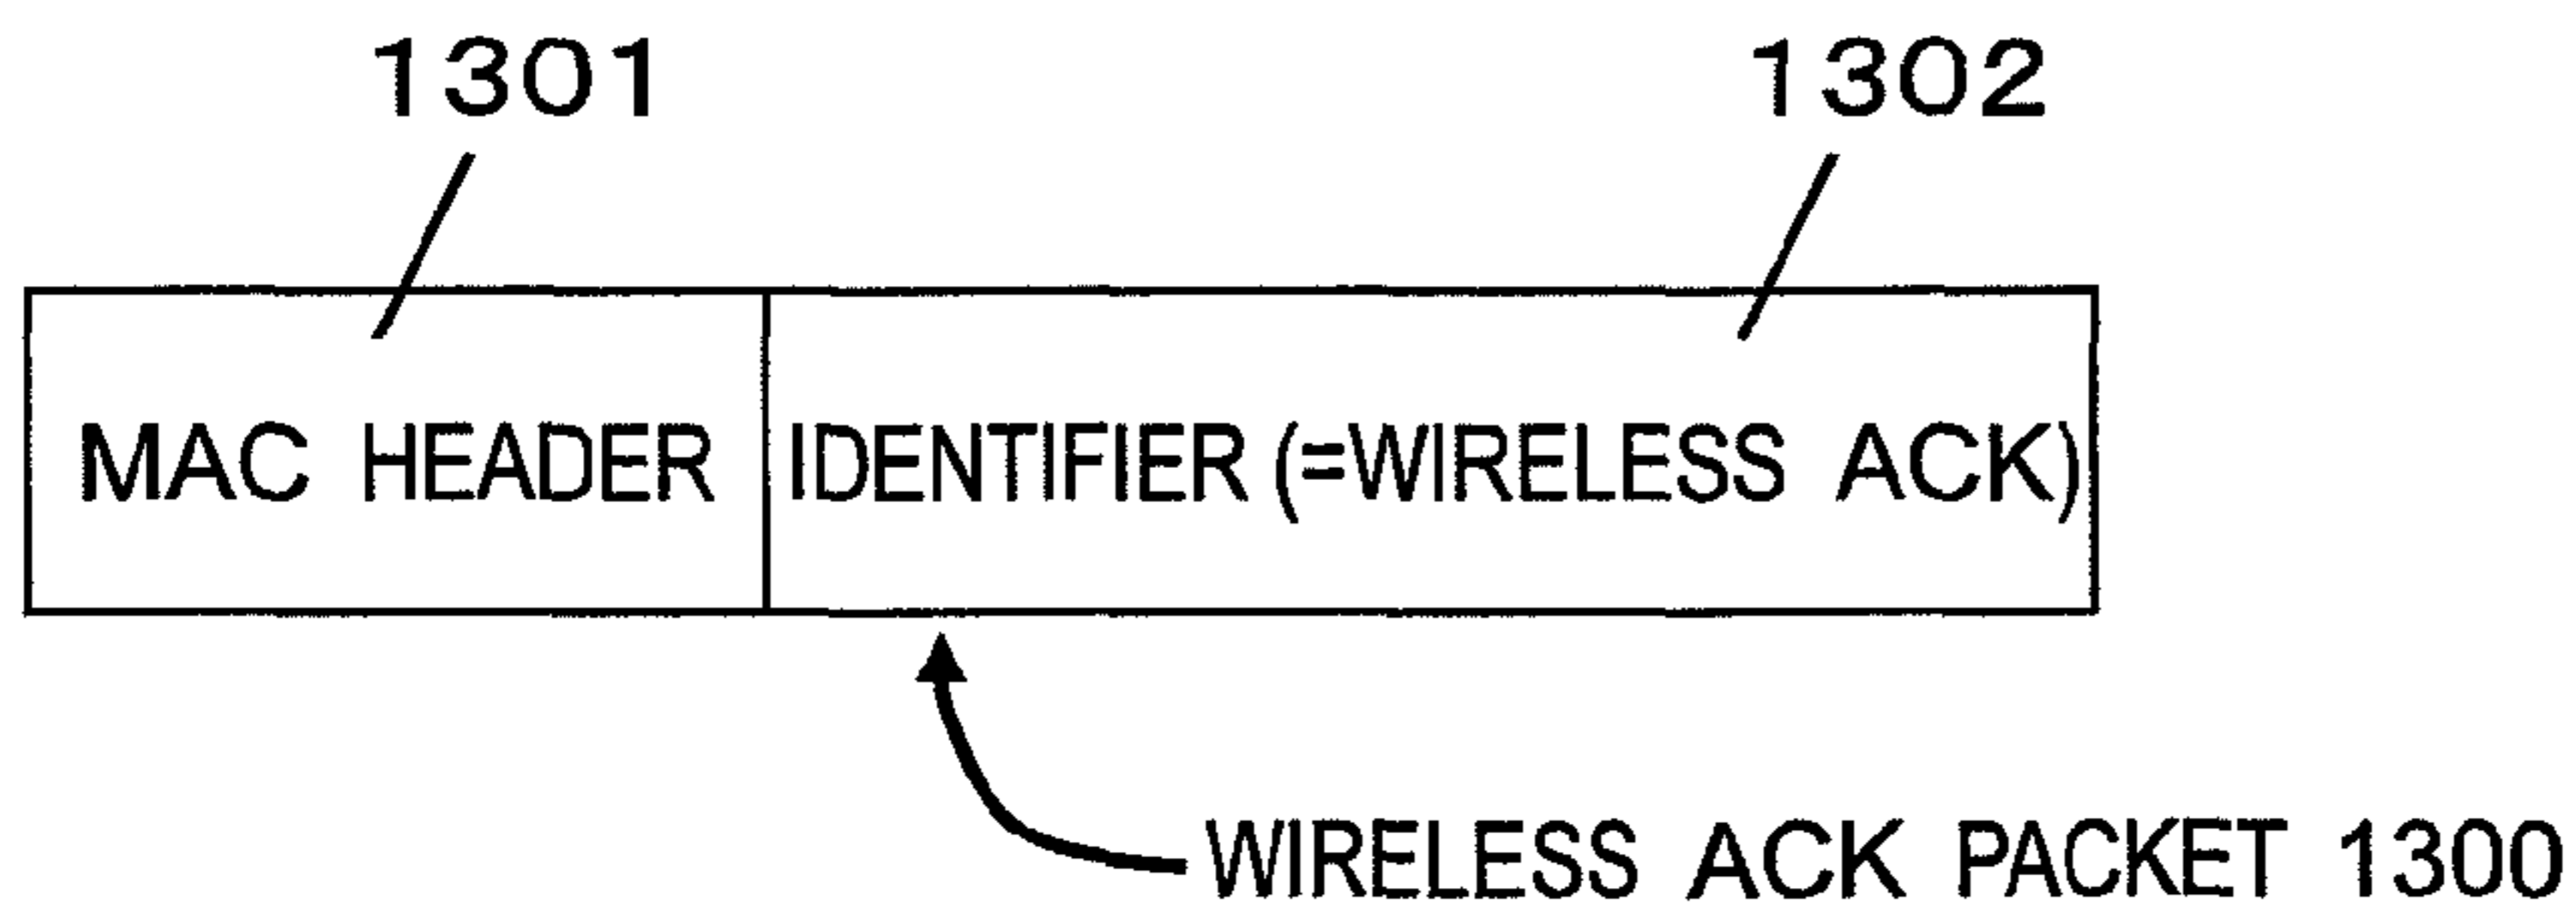 1301 1302
MAC HEADER IDENTIFIER (=WIRELESS ACK)
WIRELESS ACK PACKET 1300